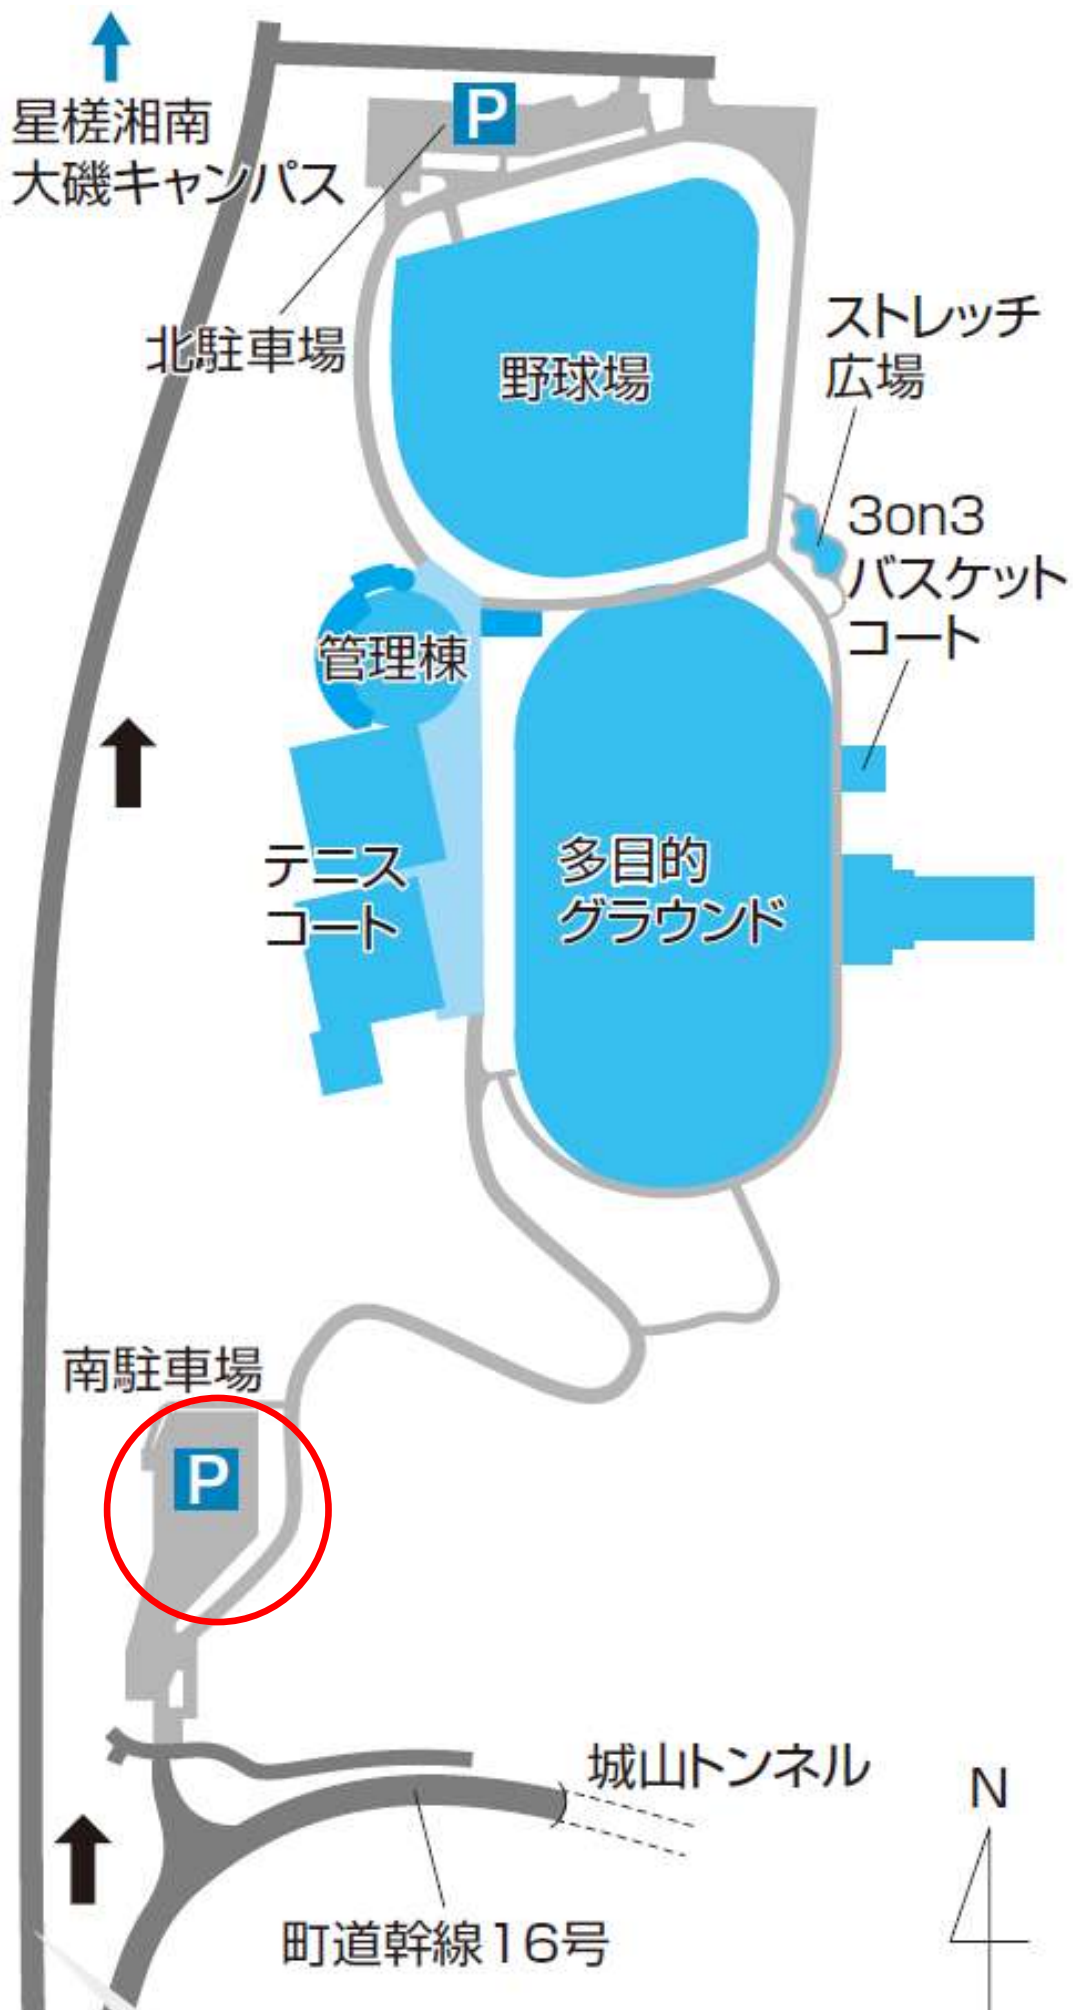 星槎湘南
大磯キャンパス
P
北駐車場
野球場
ストレッチ
広場
3on3
バスケット
コート
管理棟
テニス
コート
多目的
グラウンド
南駐車場
P
城山トンネル
町道幹線16号
N